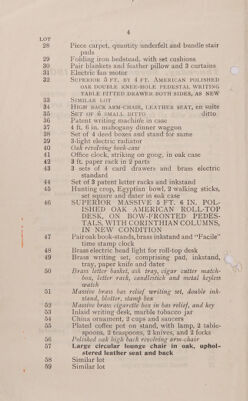 4
LOT
28 Piece carpet, quantity underfelt and bundle stair
pads
29 Folding iron bedstead, with set cushions
30 Pair blankets and feather pillow and 3 curtains
31 Electric fan motor
32 SUPERIOR 5 FT. BY 4 FT. AMERICAN POLISHED
OAK DOUBLE KNEE-HOLE PEDESTAL WRITING
TABLE FITTED DRAWER BOTH SIDES, AS NEW
33 SIMILAR LOT
34 HIGH BACK ARM-CHAIR, LEATHER SEAT, en suite
35 SET OF 6 SMALL DITTO ditto
36 Patent writing machine in case
37 4 ft. 6 in. mahogany dinner waggon
38 Set of 4 deed boxes and stand for same
39 3-light electric radiator
40 Oak revolving book-case
41 Office clock, striking on gong, in oak case
42 3 ft. paper rack in 2 parts
43 3 sets of 4 card drawers and brass electric
standard
44 Set of 3 patent letter racks and inkstand
45 Hunting crop, Egyptian bowl, 2 walking sticks,
set square and duster in oak case
46 SUPERIOR MASSIVE 5 FT. 6 IN. POL-
ISHED OAK AMERICAN ROLL-TOP
DESK, ON BOW-FRONTED PEDES-
TALS, WITH CORINTHIAN COLUMNS,
IN NEW CONDITION
47 Pair oak book-stands, brass inkstand and "Facile"
time stamp clock
48 Brass electric head light for roll-top desk
49 Brass writing set, comprising pad, inkstand,
tray, paper knife and dater
50 Brass letter basket, ash tray, cigar cutter match-
box, letter rack, candlestick and metal keyless
watch
51 Massive brass bas relief writing set, double ink-
stand, blotter, stamp box
52 Massive brass cigarette box in bas relief, and key
53 Inlaid writing desk, marble tobacco jar
54 China ornament, 2 cups and saucers
55 Plated coffee pot on stand, with lamp, 2 table-
spoons, 2 teaspoons, 2 knives, and 2 forks
56 Polished oak high back revolving arm-chair
57 Large circular lounge chair in oak, uphol-
stered leather seat and back
58 Similar lot
59 Similar lot